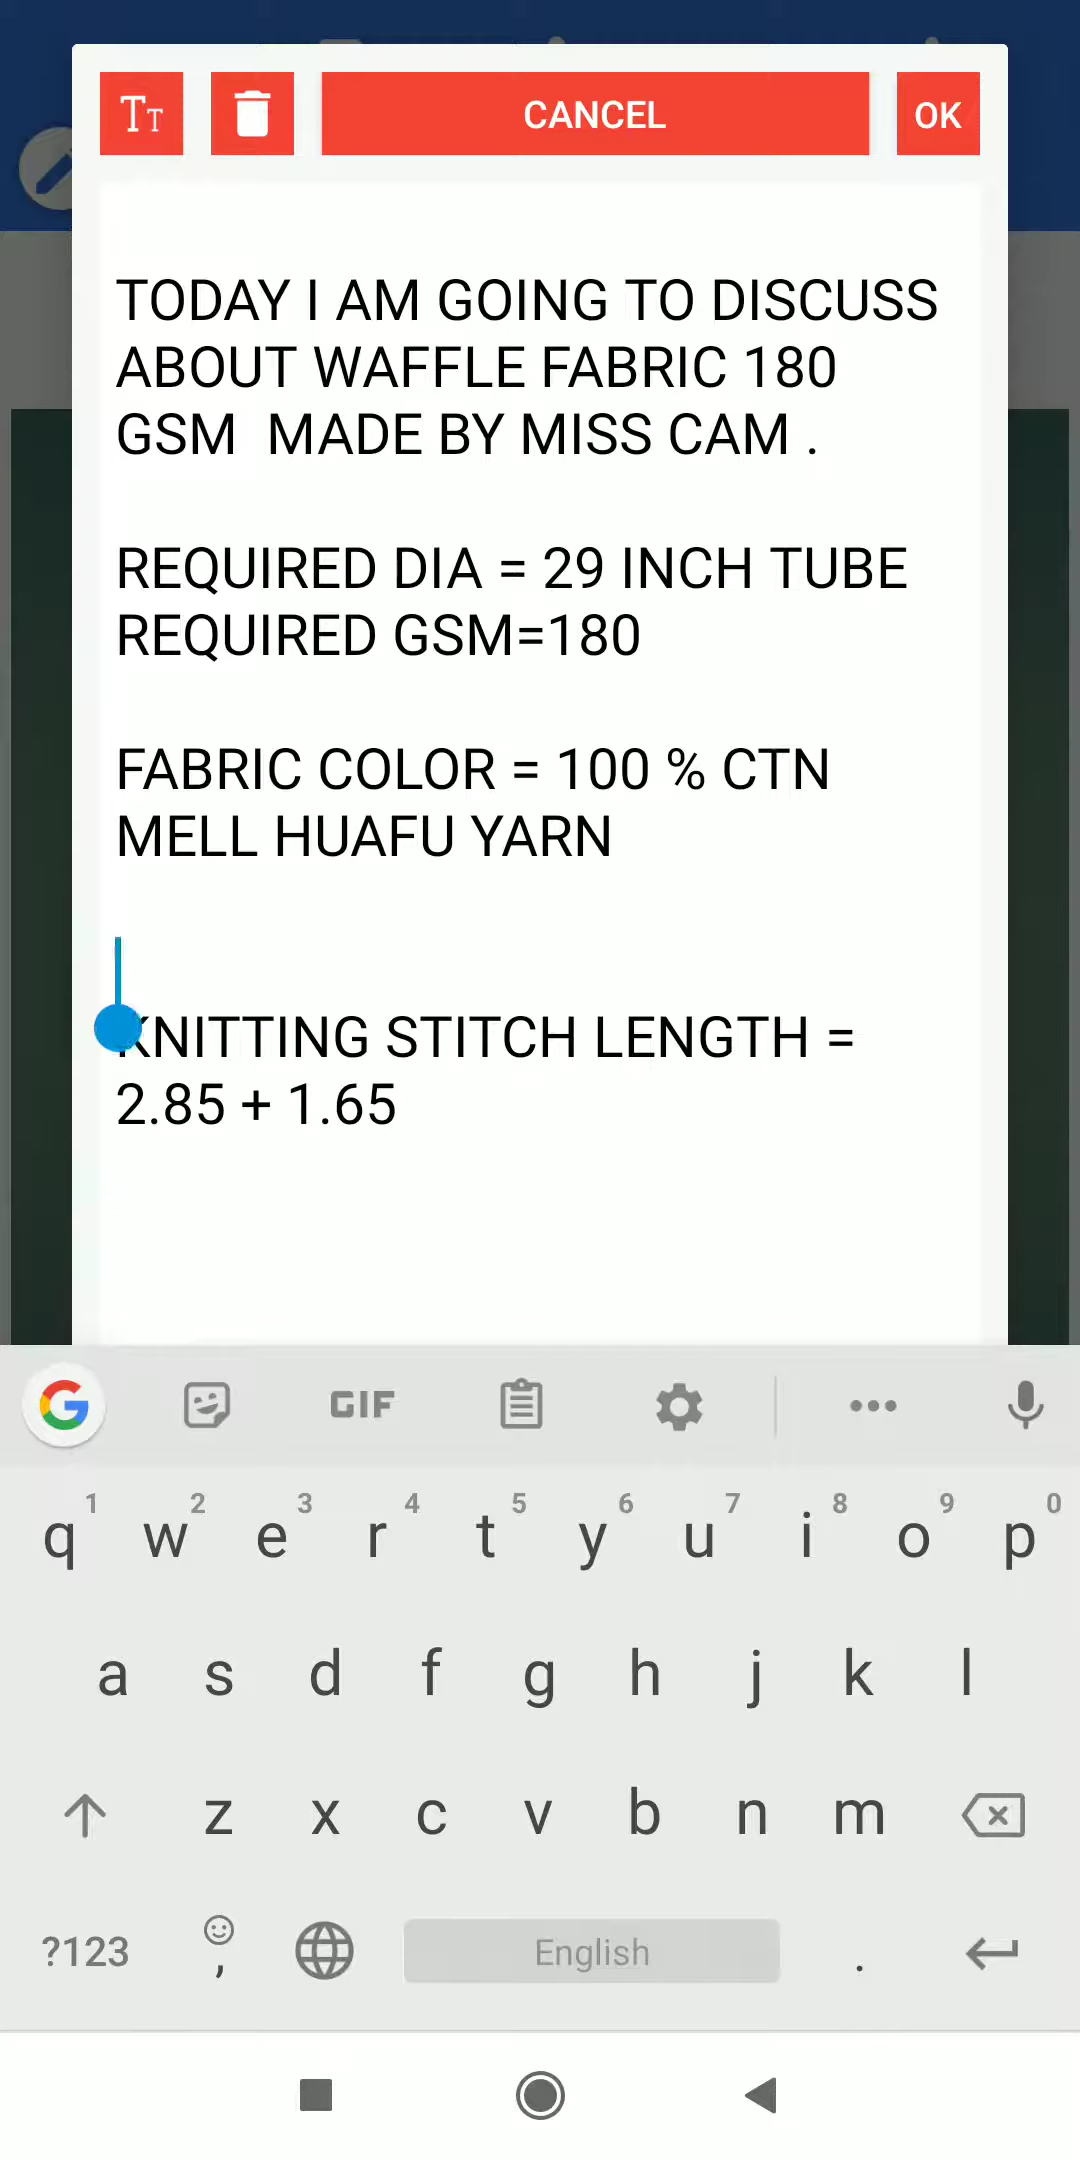 TT
CANCEL
OK
TODAY I AM GOING TO DISCUSS
ABOUT WAFFLE FABRIC 180
GSM  MADE BY MISS CAM .
REQUIRED DIA = 29 INCH TUBE
REQUIRED GSM=180
FABRIC COLOR = 100 % CTN
MELL HUAFU YARN
KNITTING STITCH LENGTH =
2.85 + 1.65
G GIF
1 2 3 4 5 6 7 8 9 0
q w e r t y u i o p
a s d f g h j k l
z x c v b n m
?123 , English .